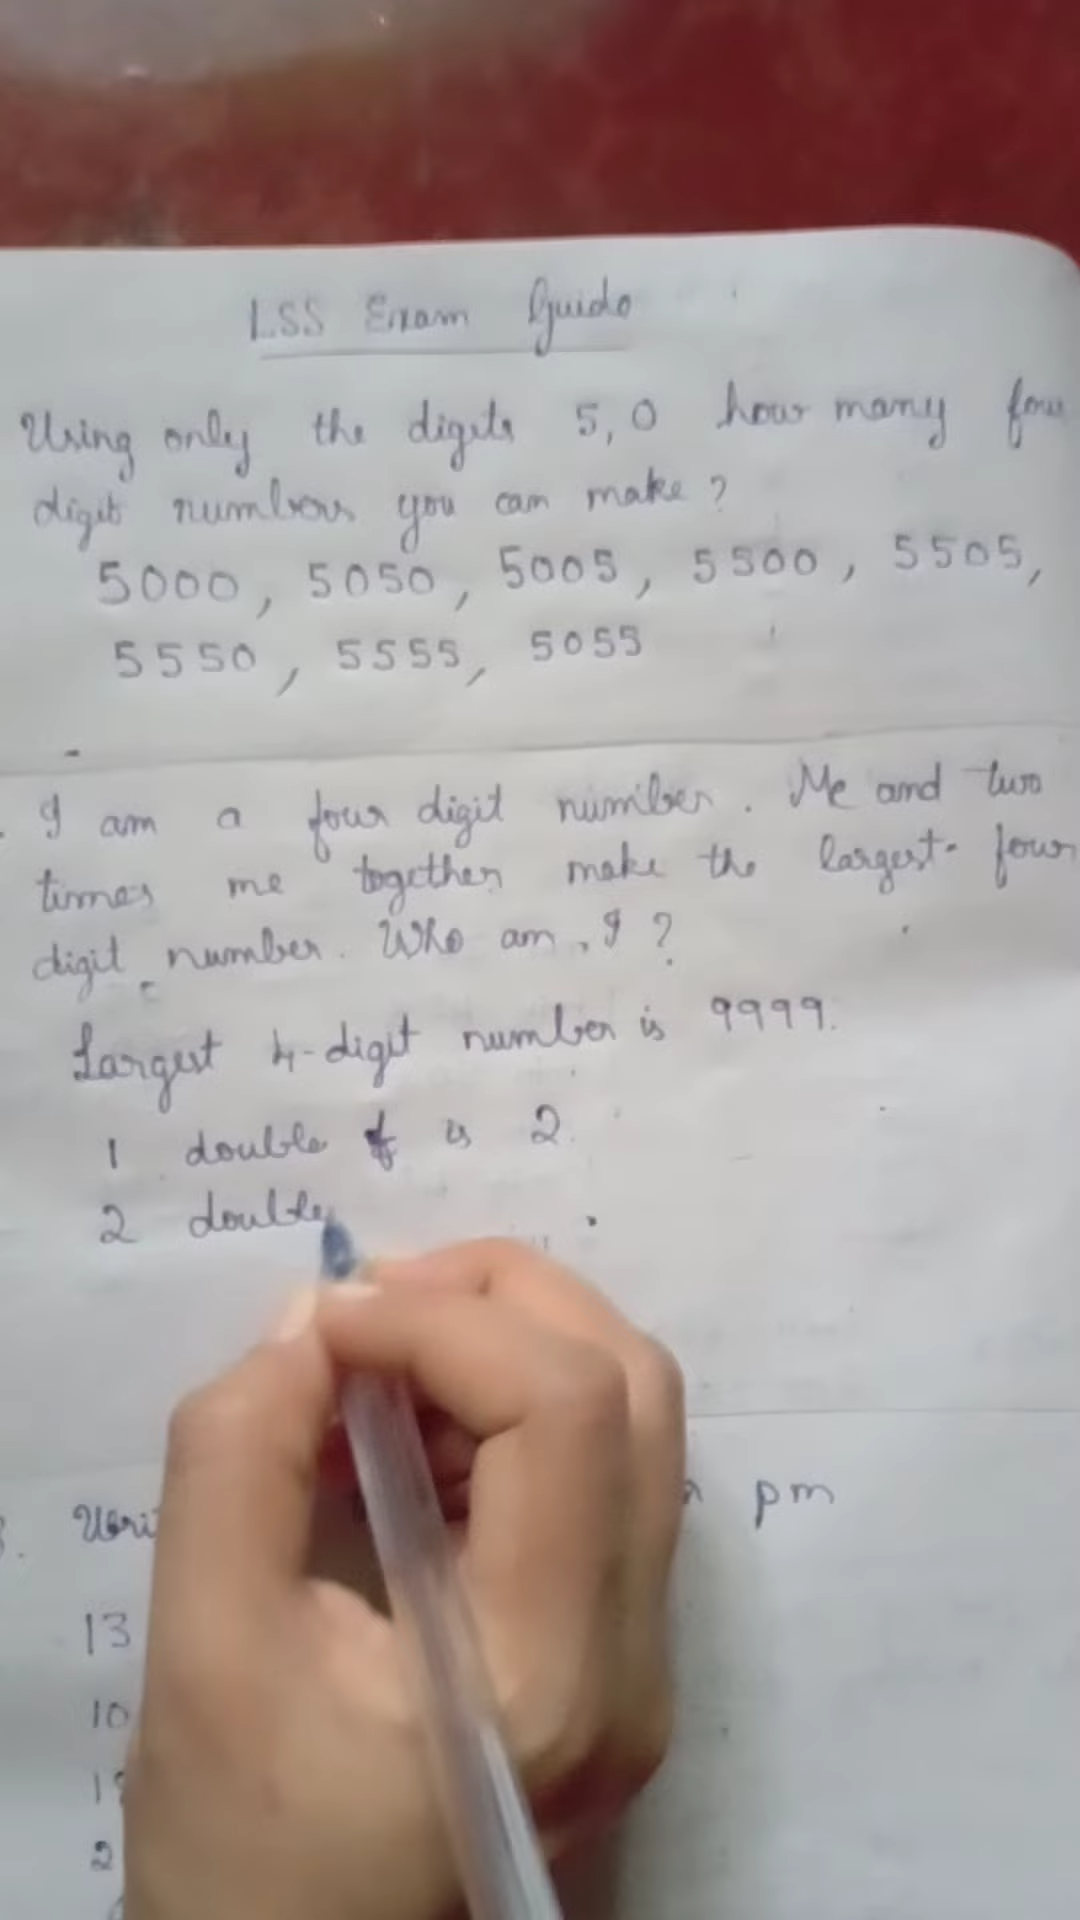 LSS Exam Guide
Using only the digits 5,0 how many four
digit numbers you can make?
5000, 5050, 5005, 5500, 5505,
5550, 5555, 5055
I am a four digit number. Me and two
times me together make the largest four
digit number. Who am I?
Largest 4-digit number is 9999.
1 double is 2.
2 double
3. pm
13
10
2